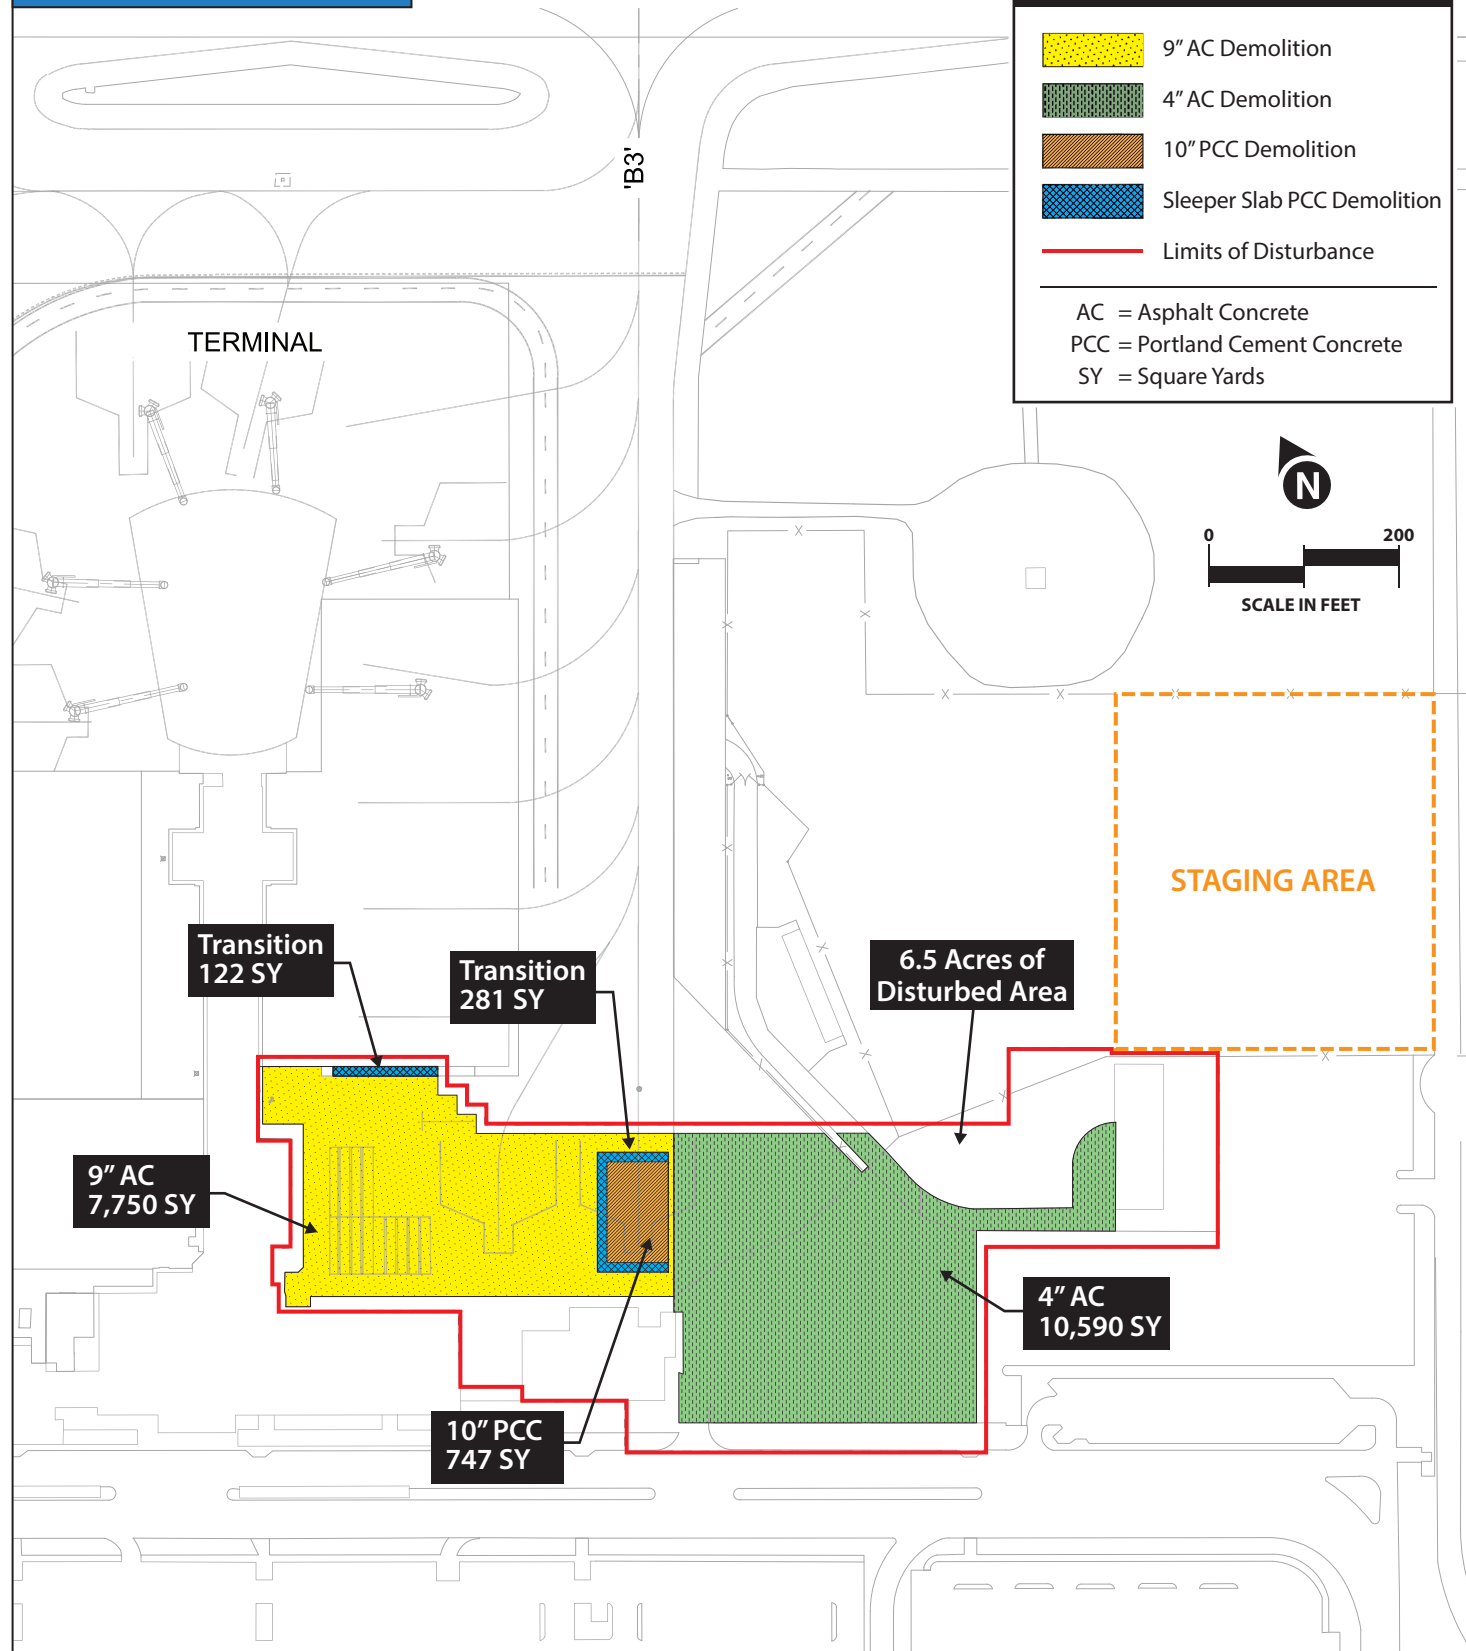 9” AC Demolition
4” AC Demolition
10” PCC Demolition
Sleeper Slab PCC Demolition
Limits of Disturbance
AC = Asphalt Concrete
PCC = Portland Cement Concrete
SY = Square Yards
'B3'
TERMINAL
N
0 200
SCALE IN FEET
STAGING AREA
Transition
122 SY
Transition
281 SY
6.5 Acres of
Disturbed Area
9” AC
7,750 SY
4” AC
10,590 SY
10” PCC
747 SY